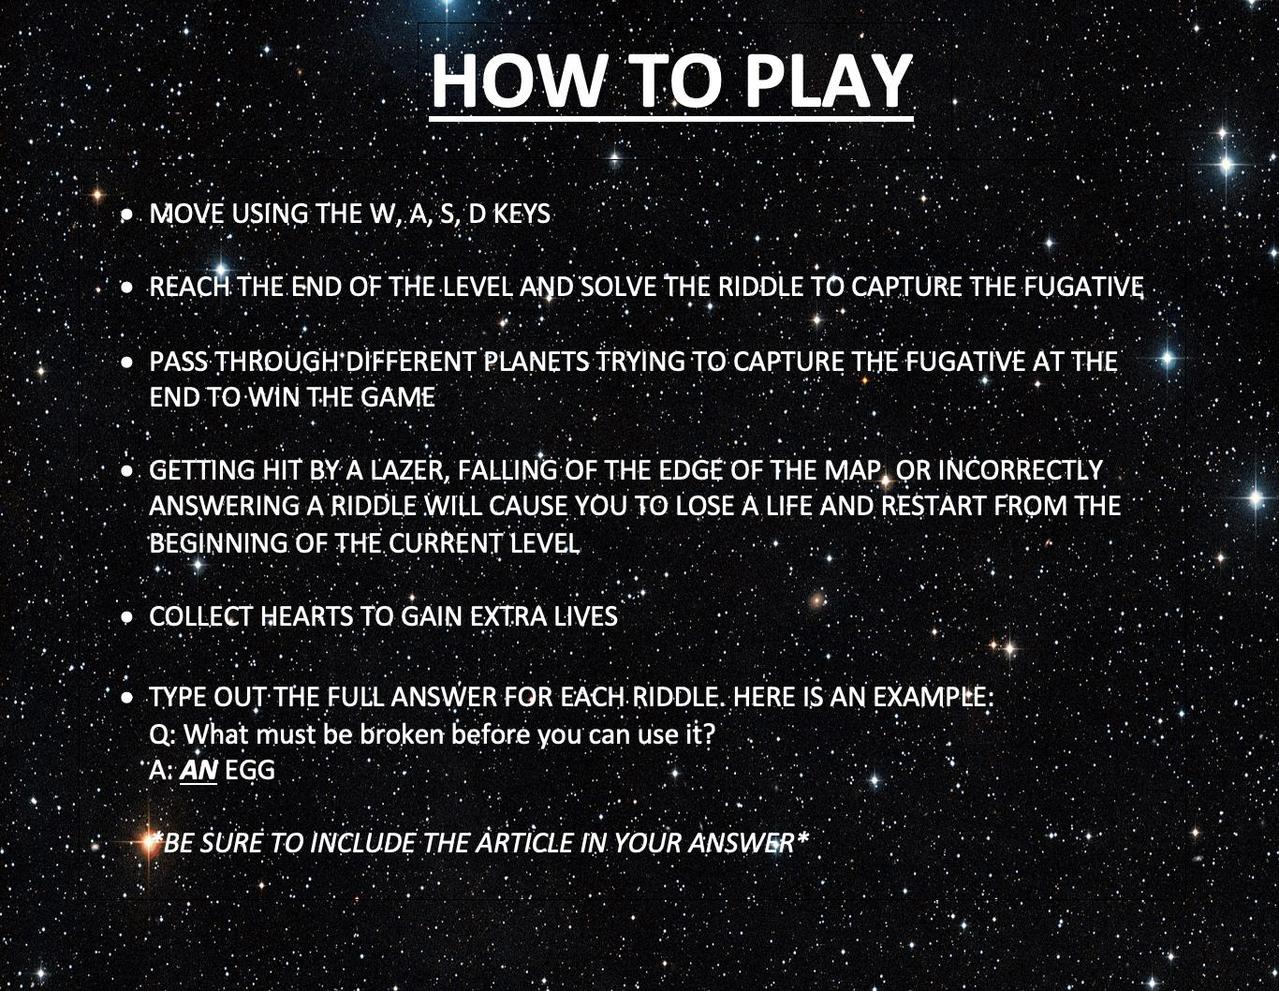 HOW TO PLAY
• MOVE USING THE W, A, S, D KEYS
• REACH THE END OF THE LEVEL AND SOLVE THE RIDDLE TO CAPTURE THE FUGATIVE
• PASS THROUGH DIFFERENT PLANETS TRYING TO CAPTURE THE FUGATIVE AT THE
END TO WIN THE GAME
• GETTING HIT BY A LAZER, FALLING OF THE EDGE OF THE MAP, OR INCORRECTLY
ANSWERING A RIDDLE WILL CAUSE YOU TO LOSE A LIFE AND RESTART FROM THE
BEGINNING OF THE CURRENT LEVEL
• COLLECT HEARTS TO GAIN EXTRA LIVES
• TYPE OUT THE FULL ANSWER FOR EACH RIDDLE. HERE IS AN EXAMPLE:
Q: What must be broken before you can use it?
A: AN EGG
*BE SURE TO INCLUDE THE ARTICLE IN YOUR ANSWER*